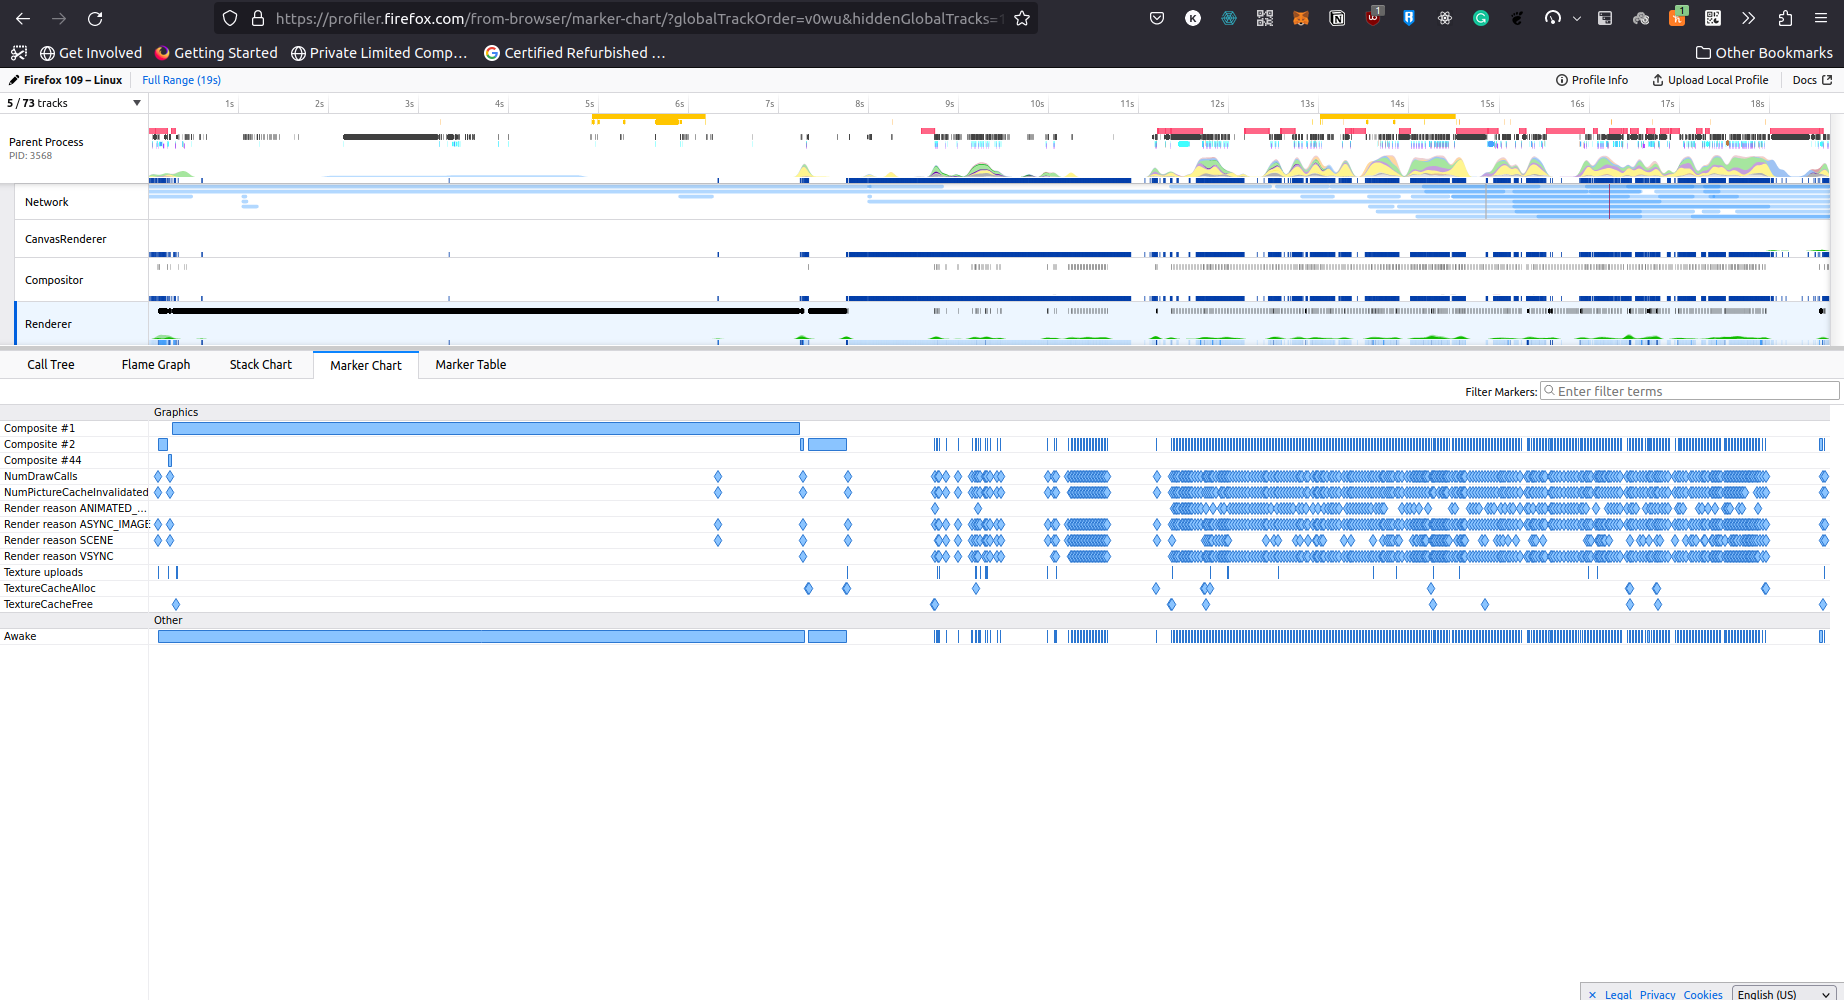 https://profiler.firefox.com/from-browser/marker-chart/?globalTrackOrder=v0wu&hiddenGlobalTracks=
1
1
Get Involved
Getting Started
Private Limited Comp…
Certified Refurbished …
Other Bookmarks
Firefox 109 – Linux
Full Range (19s)
Profile Info
Upload Local Profile
Docs
5 / 73 tracks
1s 2s 3s 4s 5s 6s 7s 8s 9s 10s 11s 12s 13s 14s 15s 16s 17s 18s
Parent Process
PID: 3568
Network
CanvasRenderer
Compositor
Renderer
Call Tree
Flame Graph
Stack Chart
Marker Chart
Marker Table
Filter Markers:
Enter filter terms
Graphics
Composite #1
Composite #2
Composite #44
NumDrawCalls
NumPictureCacheInvalidated
Render reason ANIMATED_…
Render reason ASYNC_IMAGE
Render reason SCENE
Render reason VSYNC
Texture uploads
TextureCacheAlloc
TextureCacheFree
Other
Awake
Legal
Privacy
Cookies
English (US)